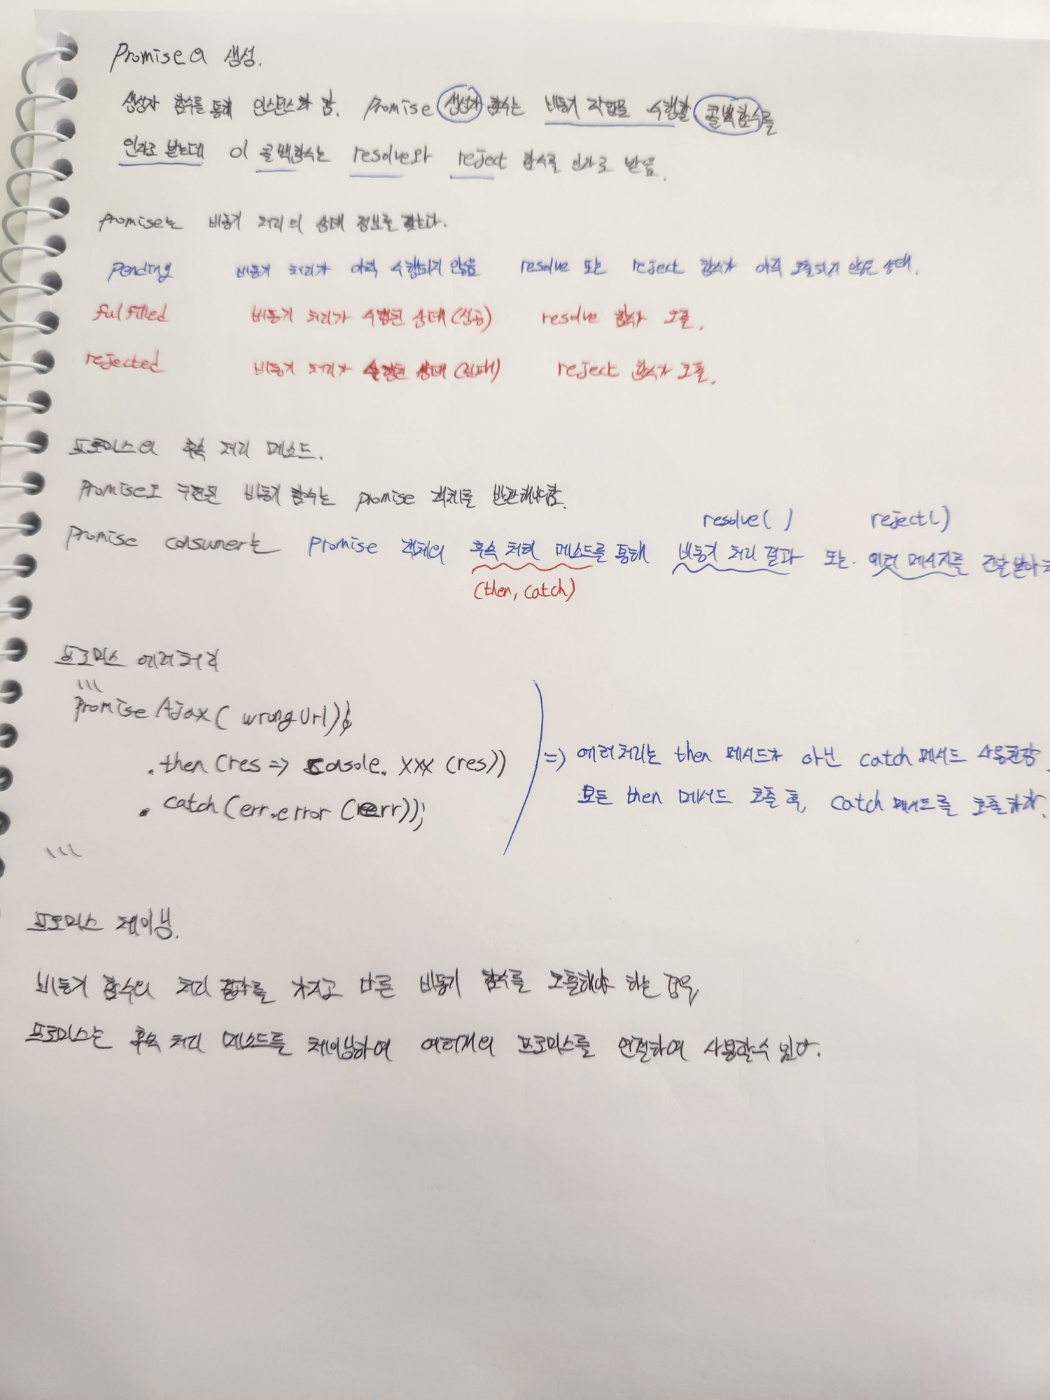 Promise의 생성.
생성자 함수를 통해 인스턴스화 함. Promise 생성자 함수는 비동기 작업을 수행할 콜백함수를
인자로 받는데 이 콜백함수는 resolve와 reject 함수를 인자로 받음.
Promise는 비동기 처리의 상태 정보를 갖는다.
pending 비동기 처리가 아직 수행되지 않음 resolve 또는 reject 함수가 아직 호출되지 않은 상태.
fulfilled 비동기 처리가 수행된 상태 (성공) resolve 함수 호출.
rejected 비동기 처리가 수행된 상태 (실패) reject 함수가 호출.
프로미스의 후속 처리 메소드.
Promise로 구현된 비동기 함수는 promise 객체를 반환해야함.
resolve( ) reject( )
Promise consumer는 Promise 객체의 후속 처리 메소드를 통해 비동기 처리 결과 또는 에러 메시지를 전달 받아
(then, catch)
프로미스 에러처리
\\\
Promise Ajax( wrongUrl)
.then (res => console. xxx (res))
. catch (err.error (err));
\\\
=> 에러처리는 then 메서드가 아닌 catch 메서드 사용권장.
모든 then 메서드 호출 후, catch 메서드를 호출하자.
프로미스 체이닝.
비동기 함수의 처리 결과를 가지고 다른 비동기 함수를 호출해야 하는 경우,
프로미스는 후속 처리 메소드를 체이닝하여 여러개의 프로미스를 연결하여 사용할수 있다.